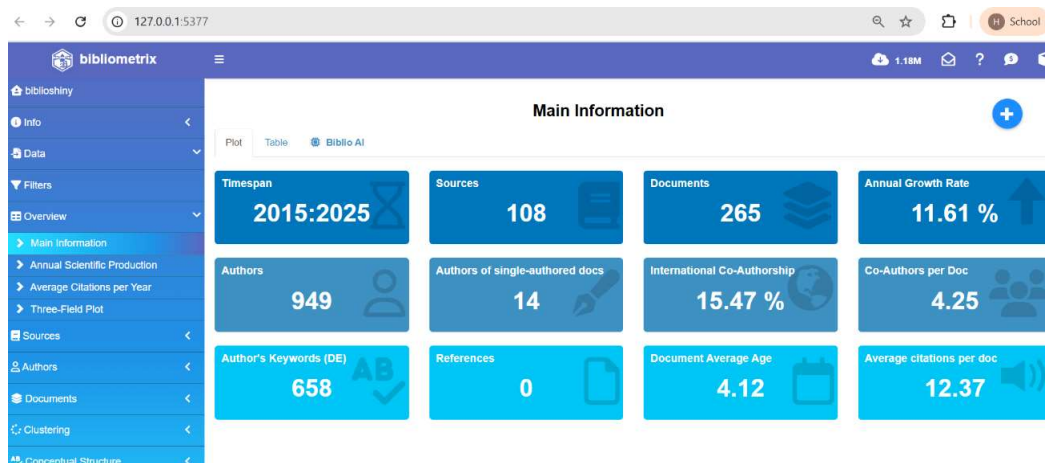 127.0.0.1:5377
H School
bibliometrix
1.18M
?
biblioshiny
Info
Data
Filters
Overview
Main Information
Annual Scientific Production
Average Citations per Year
Three-Field Plot
Sources
Authors
Documents
Clustering
Conceptual Structure
Main Information
Plot Table Biblio AI
Timespan
2015:2025
Sources
108
Documents
265
Annual Growth Rate
11.61 %
Authors
949
Authors of single-authored docs
14
International Co-Authorship
15.47 %
Co-Authors per Doc
4.25
Author's Keywords (DE)
658
References
0
Document Average Age
4.12
Average citations per doc
12.37